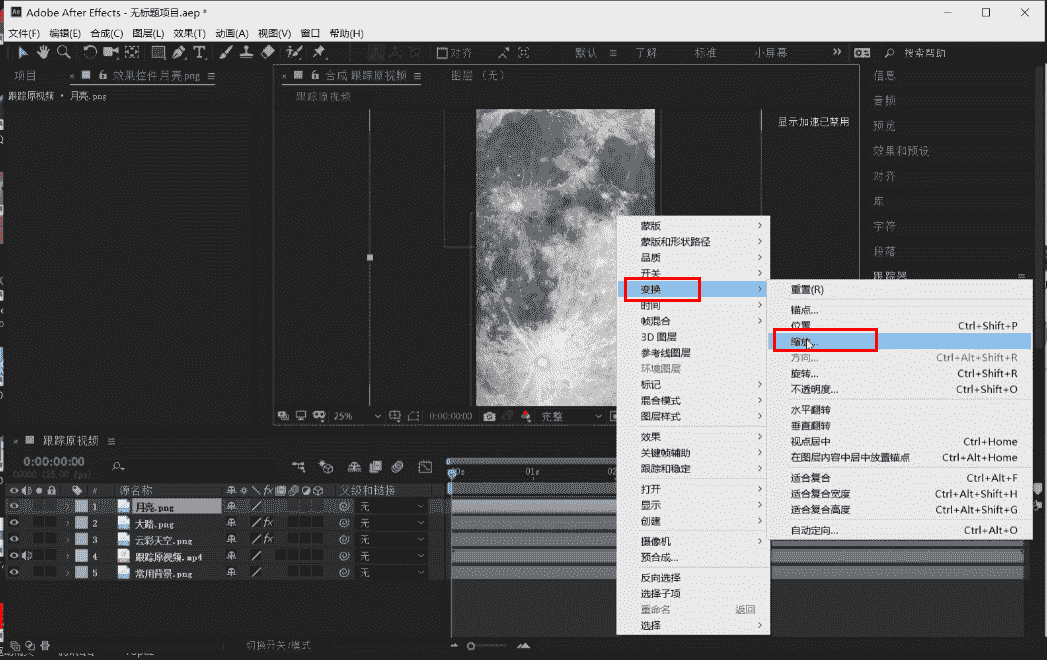 Adobe After Effects - 无标题项目.aep *
文件(F) 编辑(E) 合成(C) 图层(L) 效果(T) 动画(A) 视图(V) 窗口 帮助(H)
对齐 默认 了解 标准 小屏幕 搜索帮助
项目 效果控件 月亮.png 合成 跟踪原视频 图层 (无) 信息
跟踪原视频 • 月亮.png
跟踪原视频
音频
显示加速已禁用
预览
效果和预设
对齐
库
字符
段落
跟踪器
蒙版
蒙版和形状路径
品质
开关
变换
时间
帧混合
3D 图层
参考线图层
环境图层
标记
混合模式
图层样式
效果
关键帧辅助
跟踪和稳定
打开
显示
创建
摄像机
预合成...
反向选择
选择子项
重命名 返回
选择
重置(R)
锚点...
位置 Ctrl+Shift+P
缩放...
方向... Ctrl+Alt+Shift+R
旋转... Ctrl+Shift+R
不透明度... Ctrl+Shift+O
水平翻转
垂直翻转
视点居中 Ctrl+Home
在图层内容中居中放置锚点 Ctrl+Alt+Home
适合复合 Ctrl+Alt+F
适合复合宽度 Ctrl+Alt+Shift+H
适合复合高度 Ctrl+Alt+Shift+G
自动定向... Ctrl+Alt+O
25% 0:00:00:00 完整
跟踪原视频
0:00:00:00
01s
# 源名称 父级和链接
1 月亮.png 无
2 大路.png 无
3 云彩天空.png 无
4 跟踪原视频.mp4 无
5 常用背景.png 无
切换开关/模式